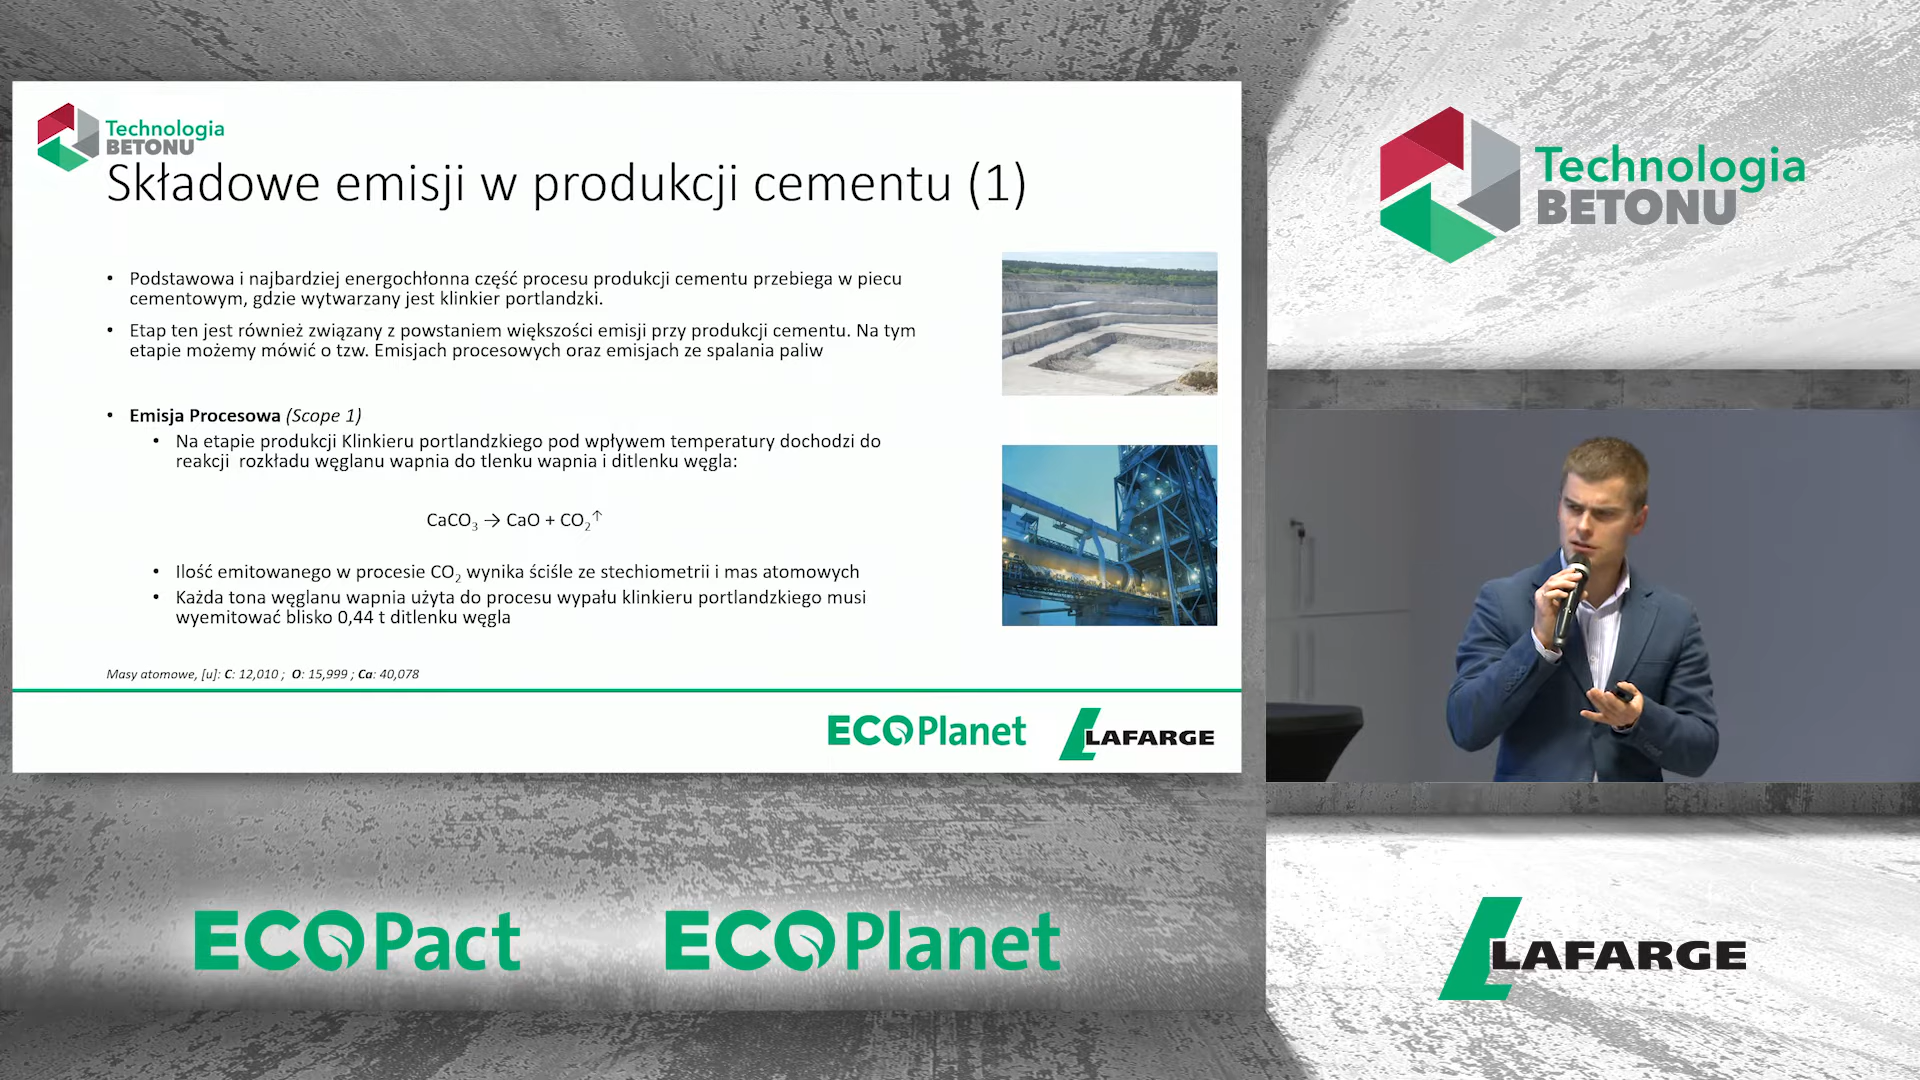 Technologia
BETONU
Składowe emisji w produkcji cementu (1)
• Podstawowa i najbardziej energochłonna część procesu produkcji cementu przebiega w piecu
cementowym, gdzie wytwarzany jest klinkier portlandzki.
• Etap ten jest również związany z powstaniem większości emisji przy produkcji cementu. Na tym
etapie możemy mówić o tzw. Emisjach procesowych oraz emisjach ze spalania paliw
• Emisja Procesowa (Scope 1)
• Na etapie produkcji Klinkieru portlandzkiego pod wpływem temperatury dochodzi do
reakcji rozkładu węglanu wapnia do tlenku wapnia i ditlenku węgla:
CaCO₃ → CaO + CO₂↑
• Ilość emitowanego w procesie CO₂ wynika ściśle ze stechiometrii i mas atomowych
• Każda tona węglanu wapnia użyta do procesu wypału klinkieru portlandzkiego musi
wyemitować blisko 0,44 t ditlenku węgla
Masy atomowe, [u]: C: 12,010 ; O: 15,999 ; Ca: 40,078
ECOPlanet
LAFARGE
Technologia
BETONU
ECOPact
ECOPlanet
LAFARGE